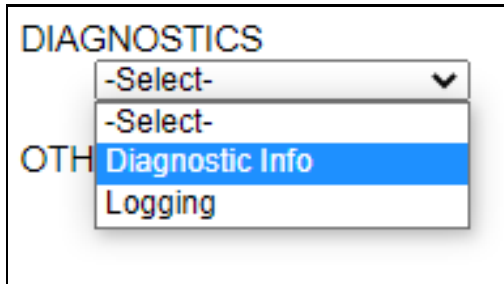 DIAGNOSTICS
-Select-
-Select-
OTH Diagnostic Info
Logging